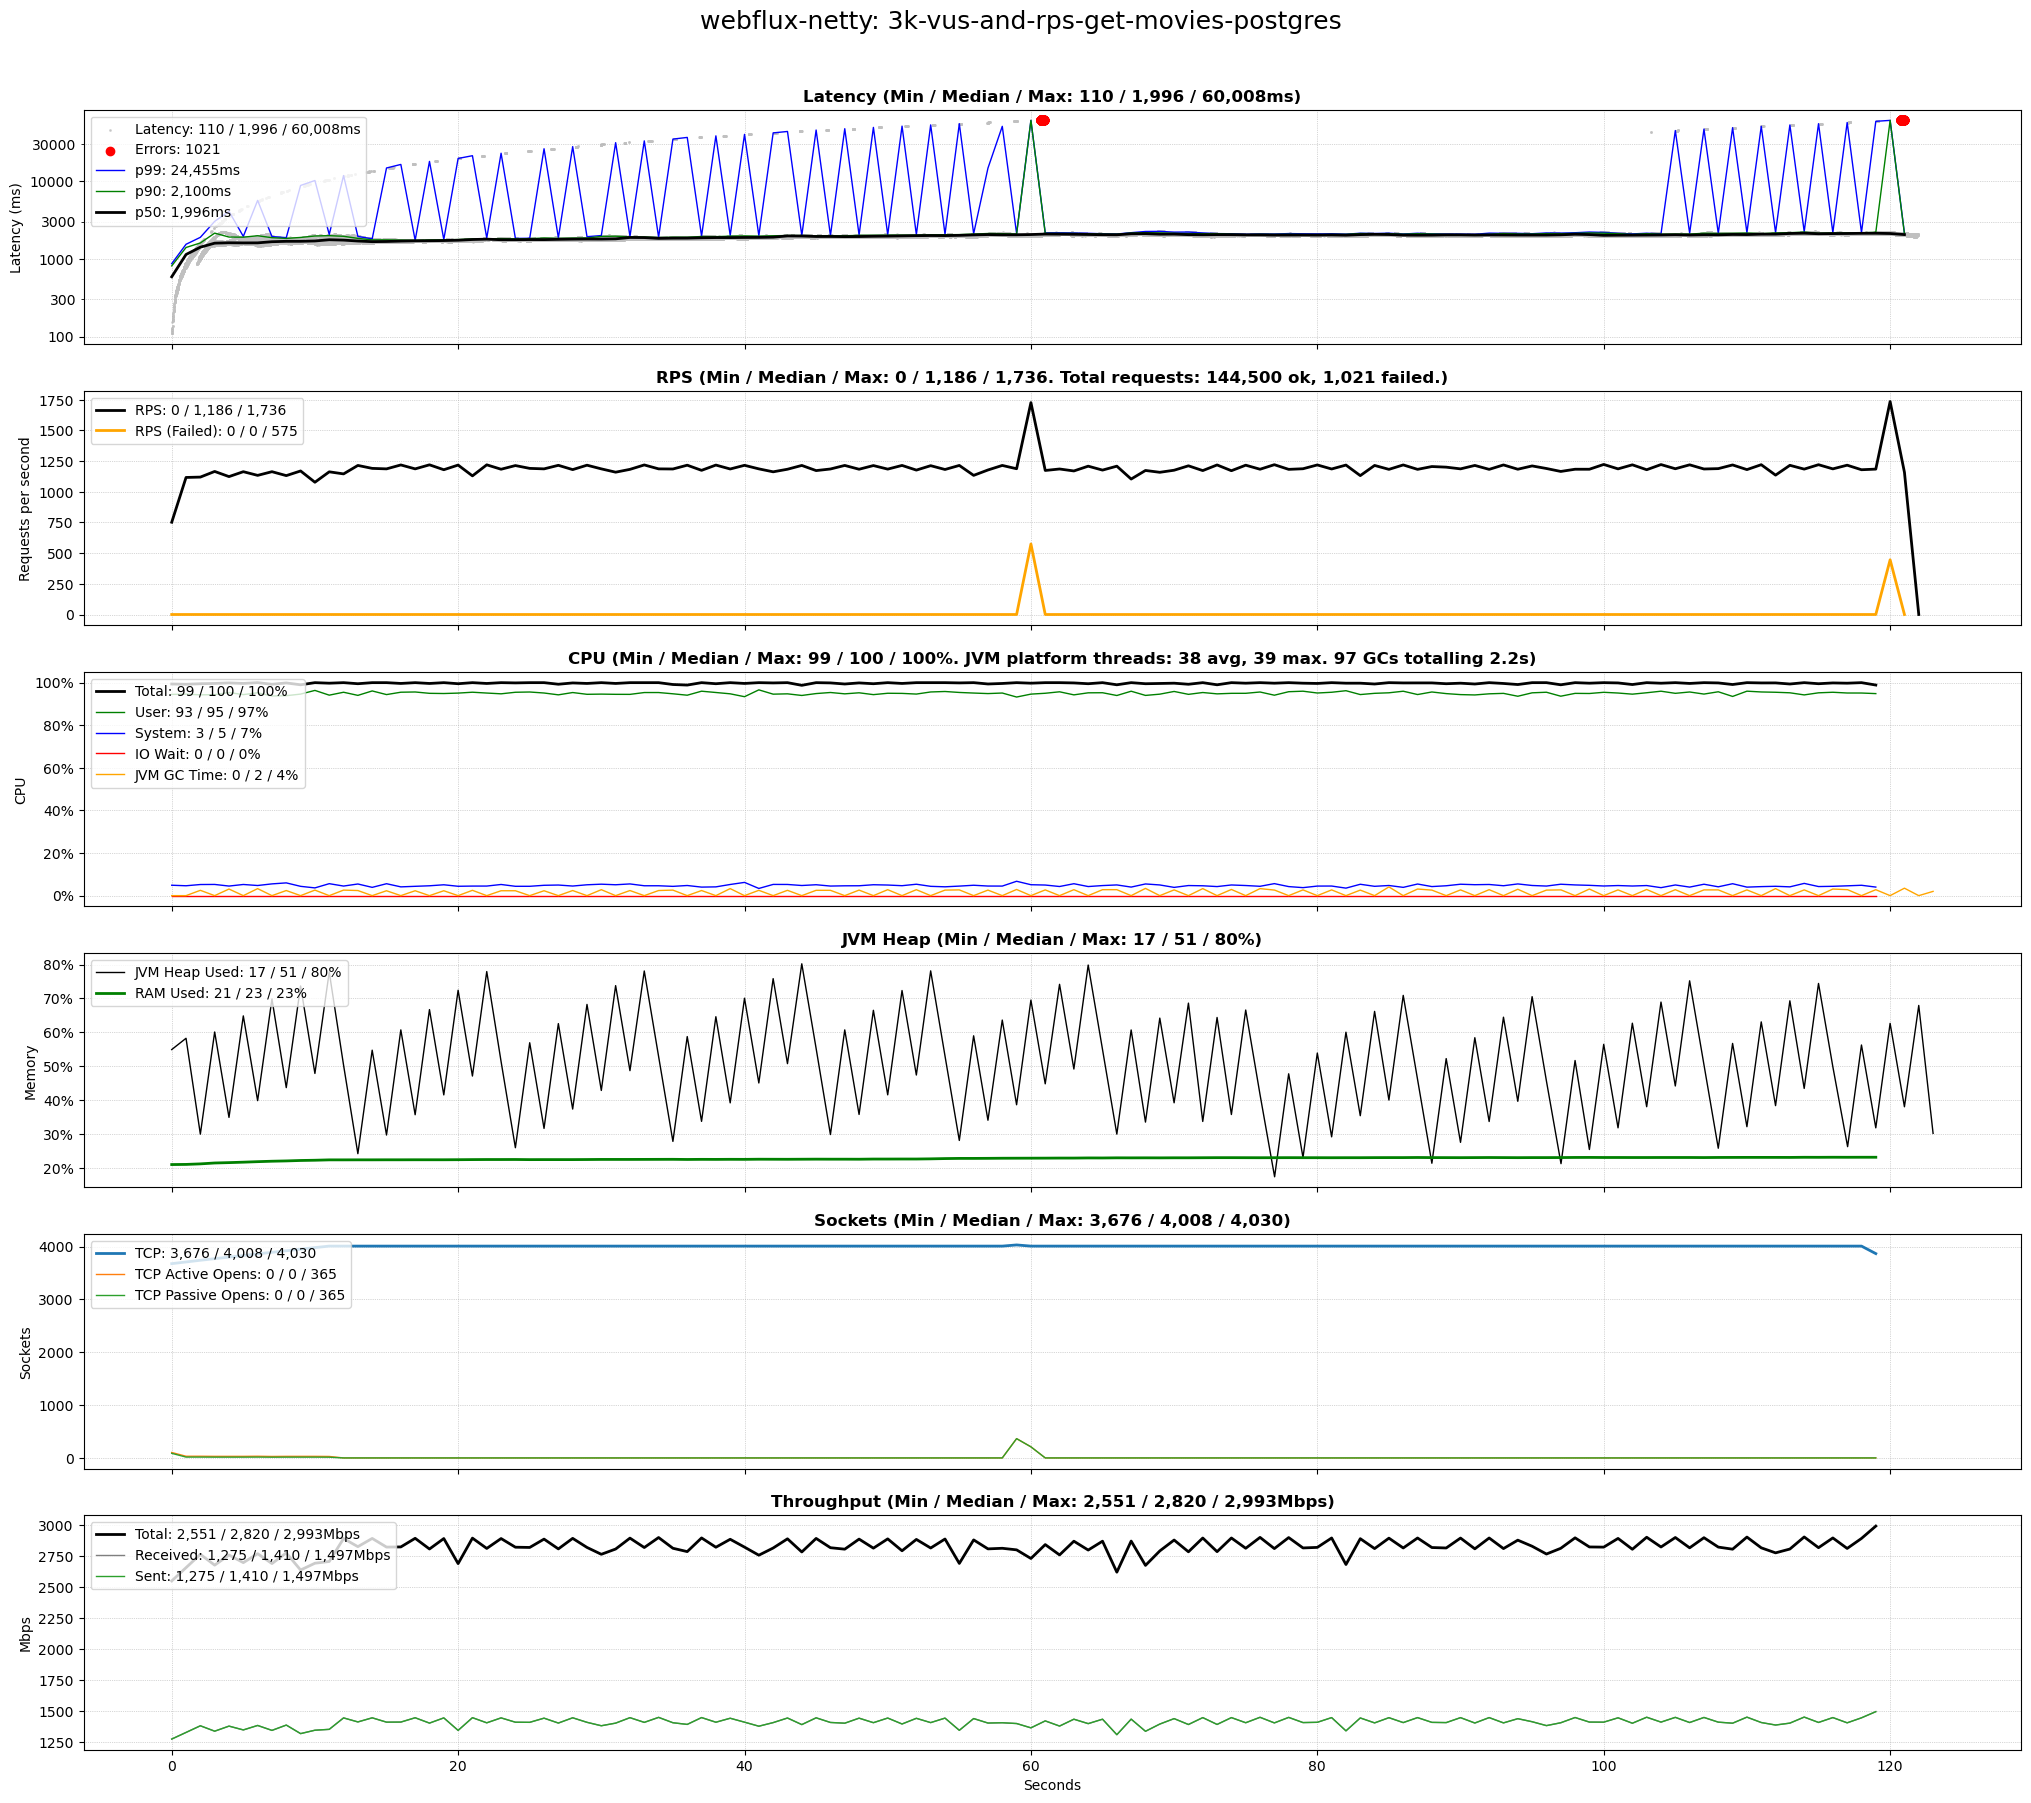 webflux-netty: 3k-vus-and-rps-get-movies-postgres
Latency (Min / Median / Max: 110 / 1,996 / 60,008ms)
Latency (ms)
30000
10000
3000
1000
300
100
Latency: 110 / 1,996 / 60,008ms
Errors: 1021
p99: 24,455ms
p90: 2,100ms
p50: 1,996ms
RPS (Min / Median / Max: 0 / 1,186 / 1,736. Total requests: 144,500 ok, 1,021 failed.)
Requests per second
1750
1500
1250
1000
750
500
250
0
RPS: 0 / 1,186 / 1,736
RPS (Failed): 0 / 0 / 575
CPU (Min / Median / Max: 99 / 100 / 100%. JVM platform threads: 38 avg, 39 max. 97 GCs totalling 2.2s)
CPU
100%
80%
60%
40%
20%
0%
Total: 99 / 100 / 100%
User: 93 / 95 / 97%
System: 3 / 5 / 7%
IO Wait: 0 / 0 / 0%
JVM GC Time: 0 / 2 / 4%
JVM Heap (Min / Median / Max: 17 / 51 / 80%)
Memory
80%
70%
60%
50%
40%
30%
20%
JVM Heap Used: 17 / 51 / 80%
RAM Used: 21 / 23 / 23%
Sockets (Min / Median / Max: 3,676 / 4,008 / 4,030)
Sockets
4000
3000
2000
1000
0
TCP: 3,676 / 4,008 / 4,030
TCP Active Opens: 0 / 0 / 365
TCP Passive Opens: 0 / 0 / 365
Throughput (Min / Median / Max: 2,551 / 2,820 / 2,993Mbps)
Mbps
3000
2750
2500
2250
2000
1750
1500
1250
Total: 2,551 / 2,820 / 2,993Mbps
Received: 1,275 / 1,410 / 1,497Mbps
Sent: 1,275 / 1,410 / 1,497Mbps
0 20 40 60 80 100 120
Seconds